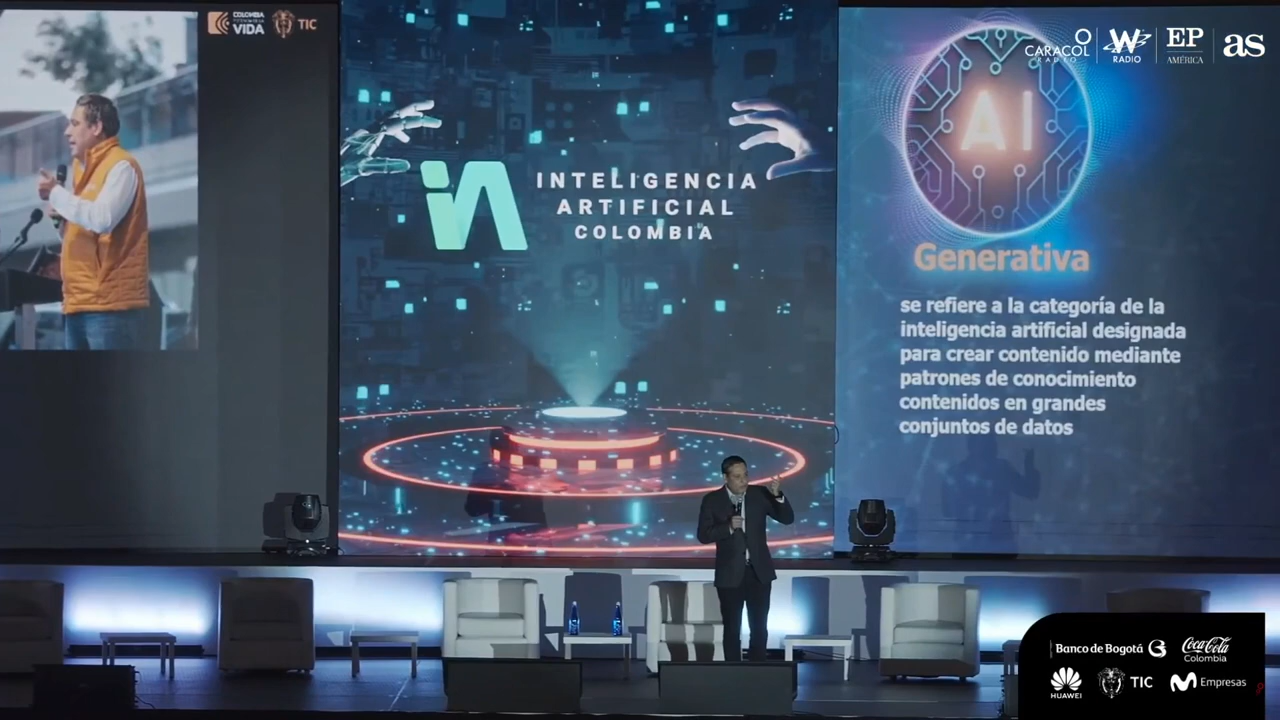 COLOMBIA
VIDA
TIC
CARACOL
RADIO
W
RADIO
EP
AMÉRICA
as
iA
INTELIGENCIA
ARTIFICIAL
COLOMBIA
AI
Generativa
se refiere a la categoría de la
inteligencia artificial designada
para crear contenido mediante
patrones de conocimiento
contenidos en grandes
conjuntos de datos
Banco de Bogotá
Coca-Cola
Colombia
HUAWEI
TIC
Empresas